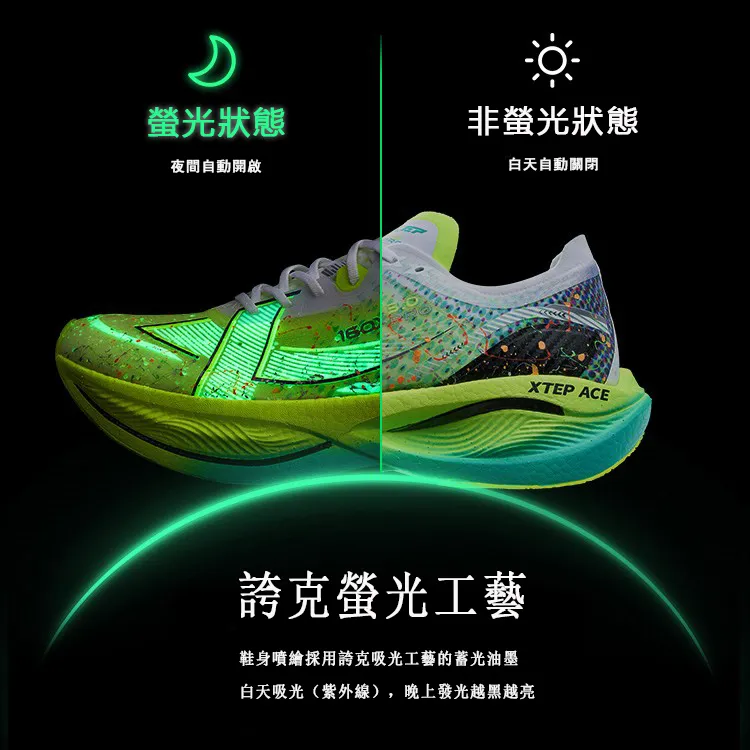 螢光狀態
夜間自動開啟
非螢光狀態
白天自動關閉
XTEP ACE
誇克螢光工藝
鞋身噴繪採用誇克吸光工藝的蓄光油墨
白天吸光（紫外線），晚上發光越黑越亮